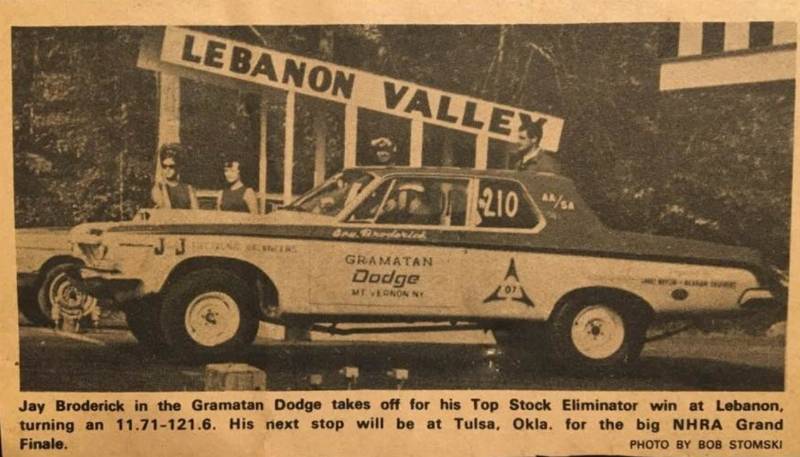 LEBANON VALLEY
210
AA/SA
Broderick
J-J
GRAMATAN
Dodge
MT. VERNON NY.
07
Jay Broderick in the Gramatan Dodge takes off for his Top Stock Eliminator win at Lebanon,
turning an 11.71-121.6. His next stop will be at Tulsa, Okla. for the big NHRA Grand
Finale.
PHOTO BY BOB STOMSKI